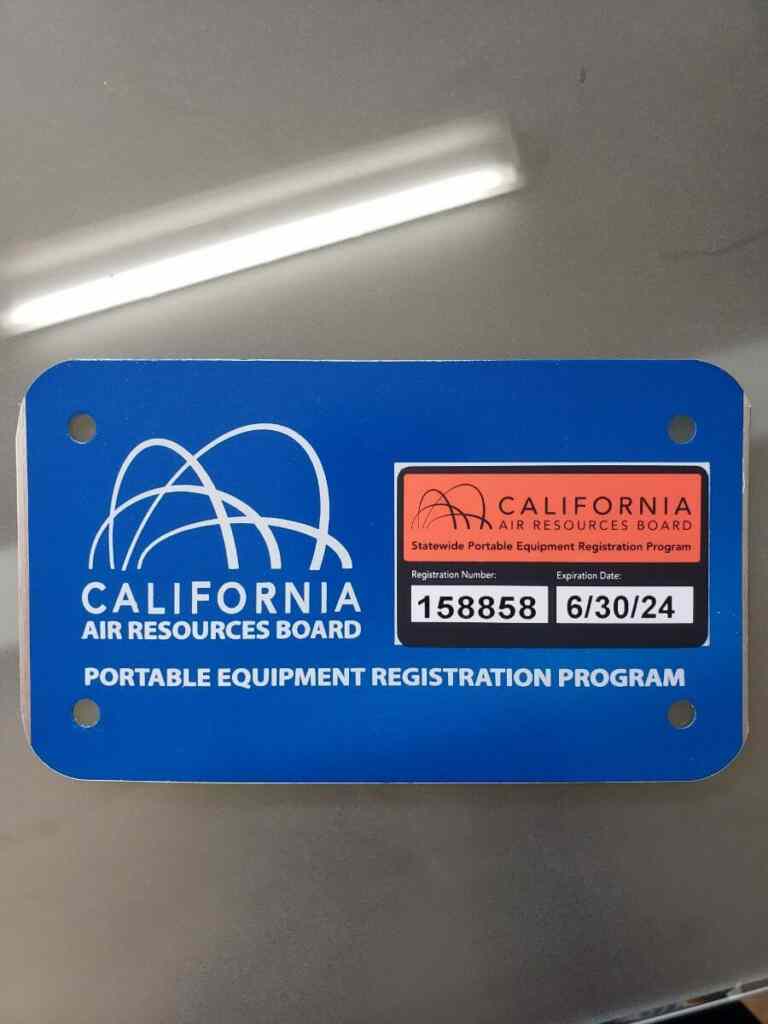 CALIFORNIA
AIR RESOURCES BOARD
CALIFORNIA
AIR RESOURCES BOARD
Statewide Portable Equipment Registration Program
Registration Number: Expiration Date:
158858 6/30/24
PORTABLE EQUIPMENT REGISTRATION PROGRAM